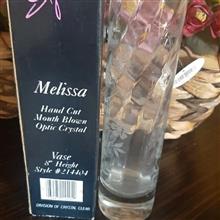 Melissa
Hand Cut
Mouth Blown
Optic Crystal
Vase
8" Height
Style #214404
DIVISION OF CRYSTAL CLEAR